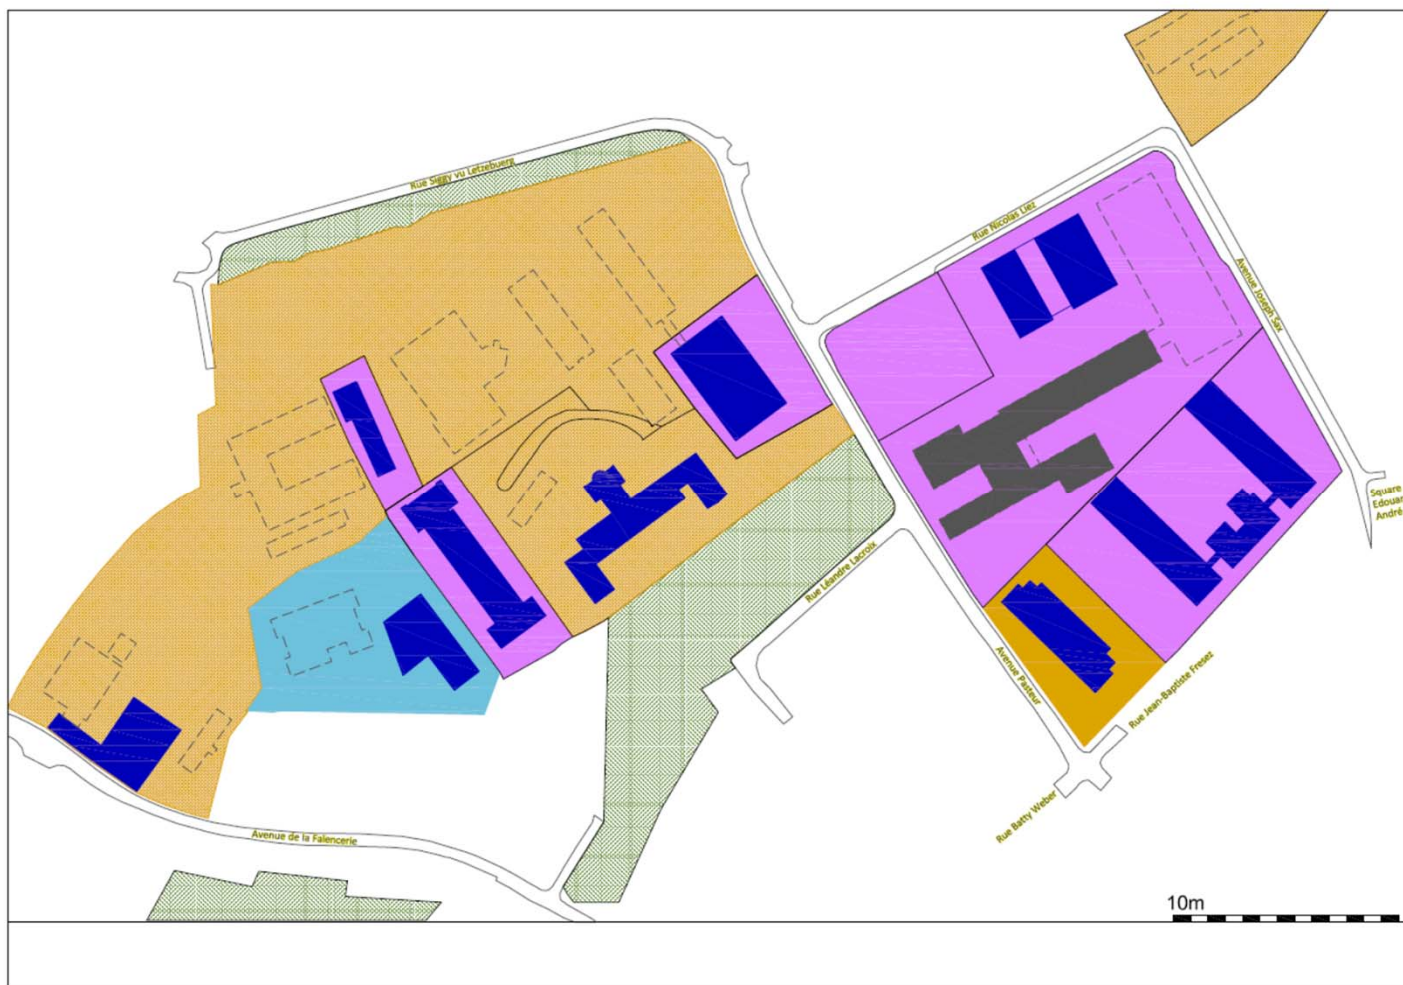 Rue Siggy vu Letzebuerg
Rue Nicolas Liez
Avenue Joseph Sax
Square
Edouar
André
Rue Léandre Lacroix
Avenue Pasteur
Rue Jean-Baptiste Fresez
Rue Batty Weber
Avenue de la Faïencerie
10m